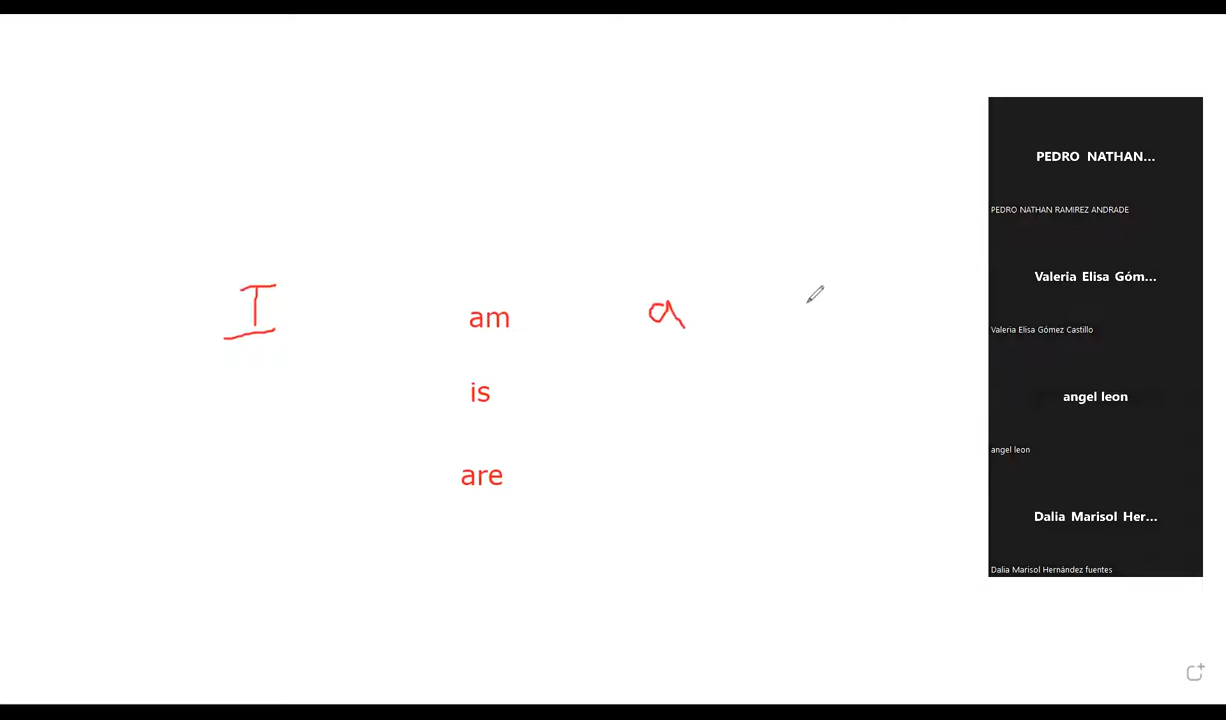 I am a
is
are
PEDRO NATHAN...
PEDRO NATHAN RAMIREZ ANDRADE
Valeria Elisa Góm...
Valeria Elisa Gómez Castillo
angel leon
angel leon
Dalia Marisol Her...
Dalia Marisol Hernández fuentes